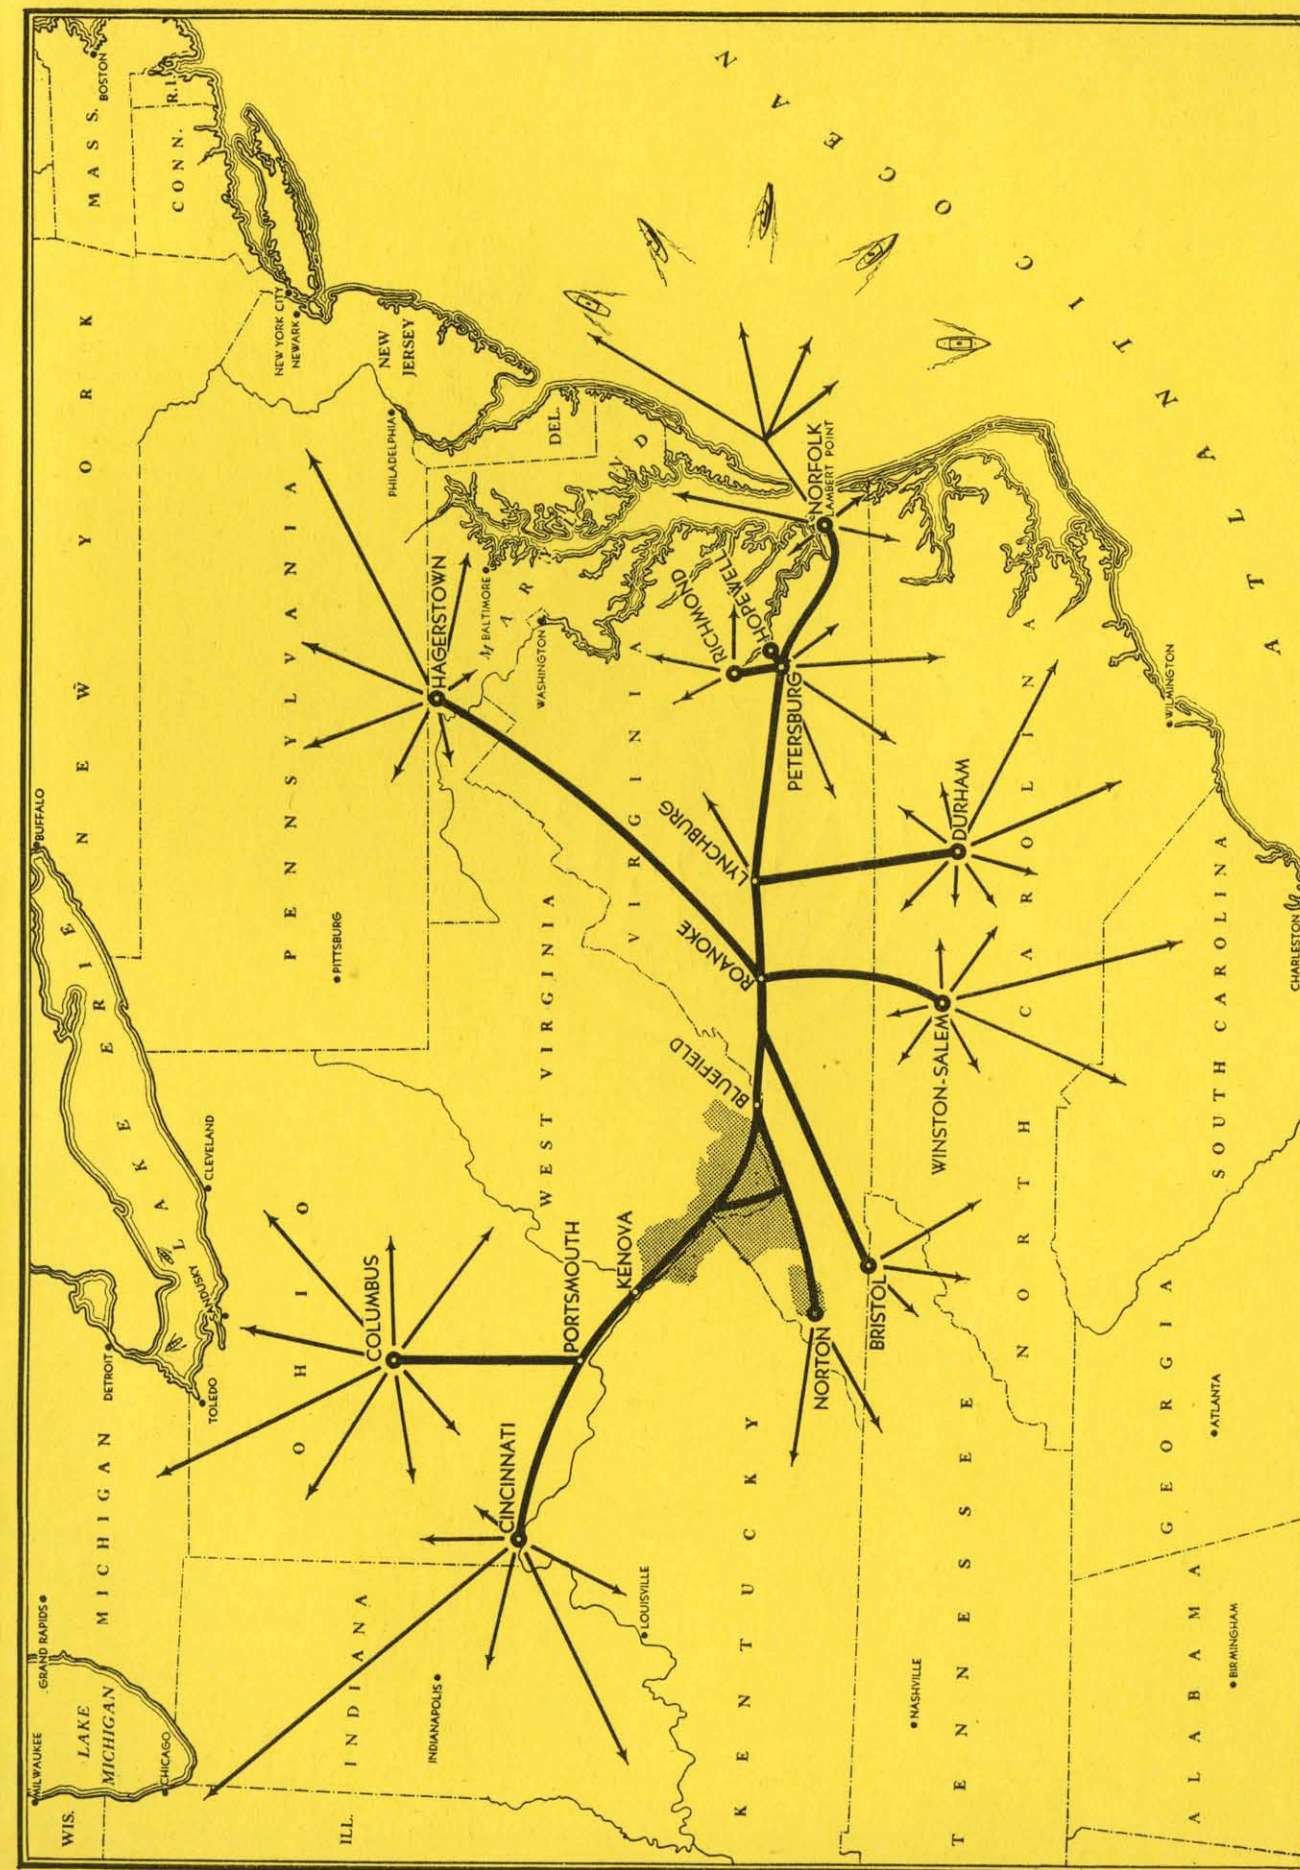 WIS.
MILWAUKEE
LAKE
MICHIGAN
CHICAGO
GRAND RAPIDS
MICHIGAN
DETROIT
TOLEDO
SANDUSKY
LAKE ERIE
CLEVELAND
BUFFALO
NEW YORK
MASS.
BOSTON
CONN.
R.I.
NEW YORK CITY
NEWARK
NEW
JERSEY
PENNSYLVANIA
PITTSBURG
PHILADELPHIA
DEL.
MARYLAND
HAGERSTOWN
BALTIMORE
WASHINGTON
ILL.
INDIANA
INDIANAPOLIS
OHIO
COLUMBUS
CINCINNATI
PORTSMOUTH
KENOVA
WEST VIRGINIA
BLUEFIELD
VIRGINIA
ROANOKE
LYNCHBURG
RICHMOND
HOPEWELL
PETERSBURG
NORFOLK
LAMBERT POINT
LOUISVILLE
KENTUCKY
NORTON
BRISTOL
WINSTON-SALEM
DURHAM
NASHVILLE
TENNESSEE
NORTH CAROLINA
WILMINGTON
ALABAMA
BIRMINGHAM
GEORGIA
ATLANTA
SOUTH CAROLINA
CHARLESTON
ATLANTIC OCEAN